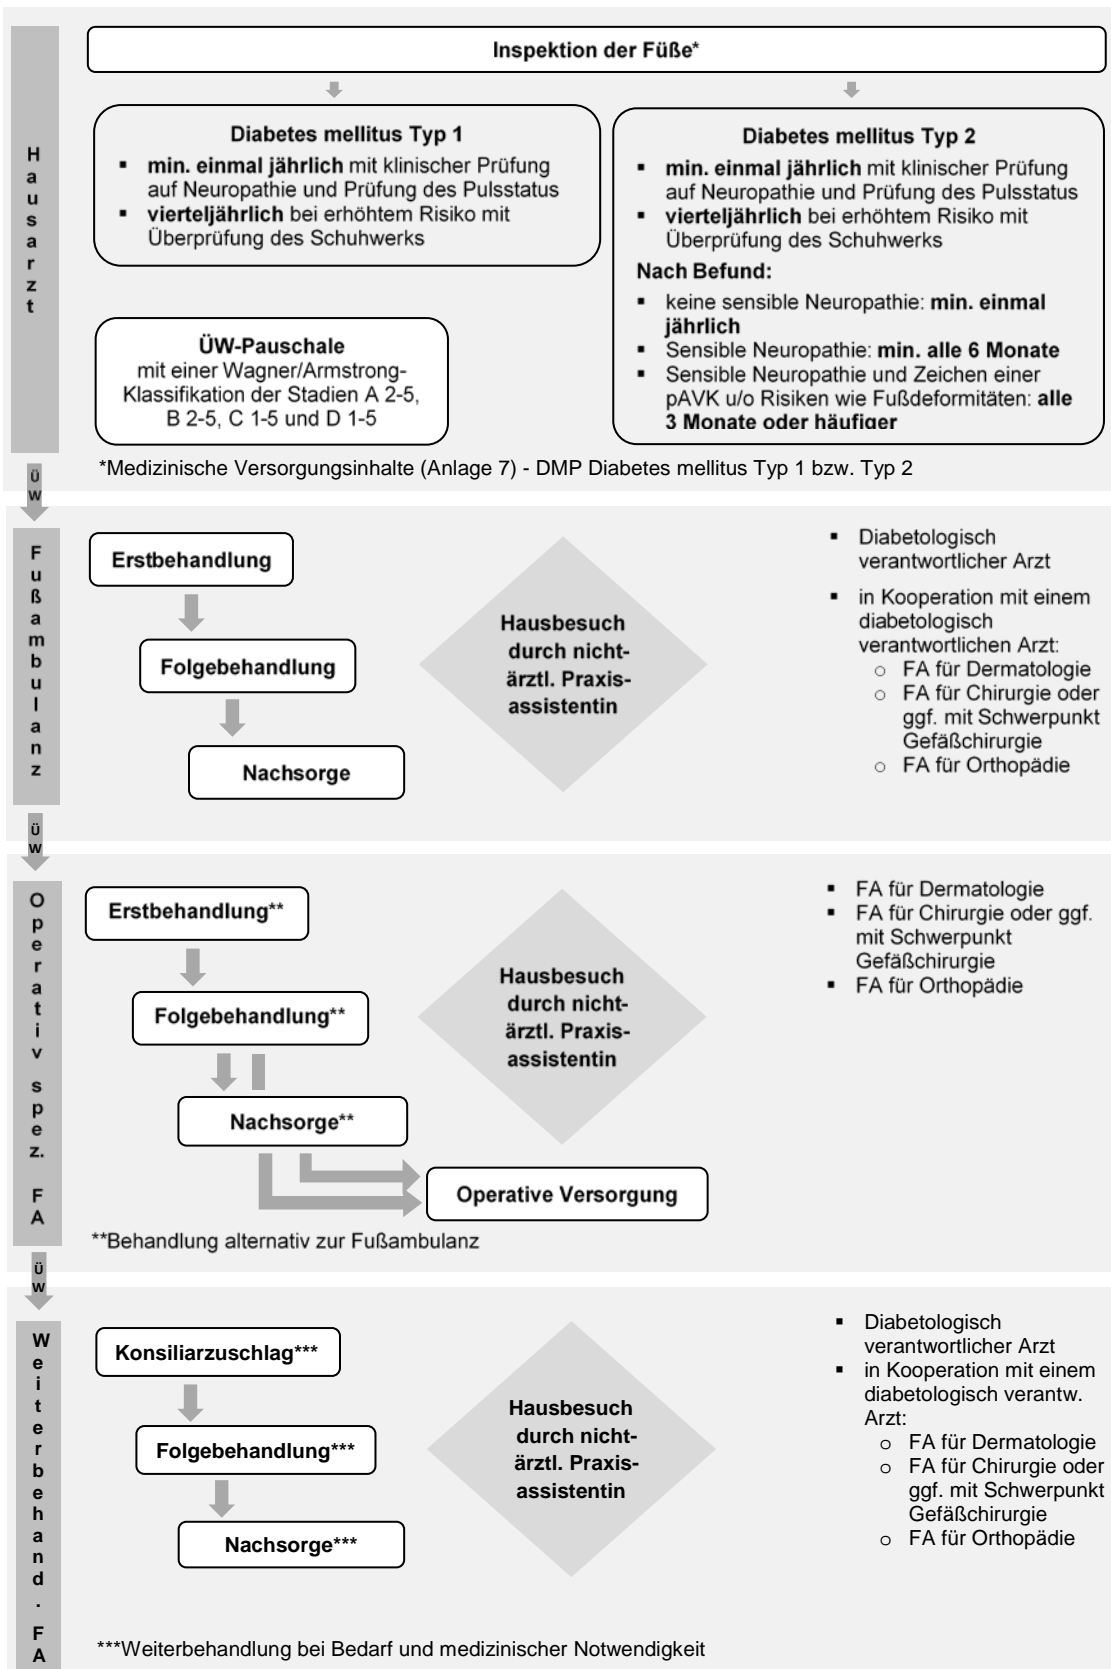 Hausarzt
Inspektion der Füße*
Diabetes mellitus Typ 1
▪ min. einmal jährlich mit klinischer Prüfung
auf Neuropathie und Prüfung des Pulsstatus
▪ vierteljährlich bei erhöhtem Risiko mit
Überprüfung des Schuhwerks
ÜW-Pauschale
mit einer Wagner/Armstrong-
Klassifikation der Stadien A 2-5,
B 2-5, C 1-5 und D 1-5
Diabetes mellitus Typ 2
▪ min. einmal jährlich mit klinischer Prüfung
auf Neuropathie und Prüfung des Pulsstatus
▪ vierteljährlich bei erhöhtem Risiko mit
Überprüfung des Schuhwerks
Nach Befund:
▪ keine sensible Neuropathie: min. einmal
jährlich
▪ Sensible Neuropathie: min. alle 6 Monate
▪ Sensible Neuropathie und Zeichen einer
pAVK u/o Risiken wie Fußdeformitäten: alle
3 Monate oder häufiger
*Medizinische Versorgungsinhalte (Anlage 7) - DMP Diabetes mellitus Typ 1 bzw. Typ 2
ÜW
Fußambulanz
Erstbehandlung
Folgebehandlung
Nachsorge
Hausbesuch
durch nicht-
ärztl. Praxis-
assistentin
▪ Diabetologisch
verantwortlicher Arzt
▪ in Kooperation mit einem
diabetologisch
verantwortlichen Arzt:
○ FA für Dermatologie
○ FA für Chirurgie oder
ggf. mit Schwerpunkt
Gefäßchirurgie
○ FA für Orthopädie
ÜW
Operativ spez. FA
Erstbehandlung**
Folgebehandlung**
Nachsorge**
Operative Versorgung
Hausbesuch
durch nicht-
ärztl. Praxis-
assistentin
▪ FA für Dermatologie
▪ FA für Chirurgie oder ggf.
mit Schwerpunkt
Gefäßchirurgie
▪ FA für Orthopädie
**Behandlung alternativ zur Fußambulanz
ÜW
Weiterbehand. FA
Konsiliarzuschlag***
Folgebehandlung***
Nachsorge***
Hausbesuch
durch nicht-
ärztl. Praxis-
assistentin
▪ Diabetologisch
verantwortlicher Arzt
▪ in Kooperation mit einem
diabetologisch verantw.
Arzt:
o FA für Dermatologie
o FA für Chirurgie oder
ggf. mit Schwerpunkt
Gefäßchirurgie
o FA für Orthopädie
***Weiterbehandlung bei Bedarf und medizinischer Notwendigkeit